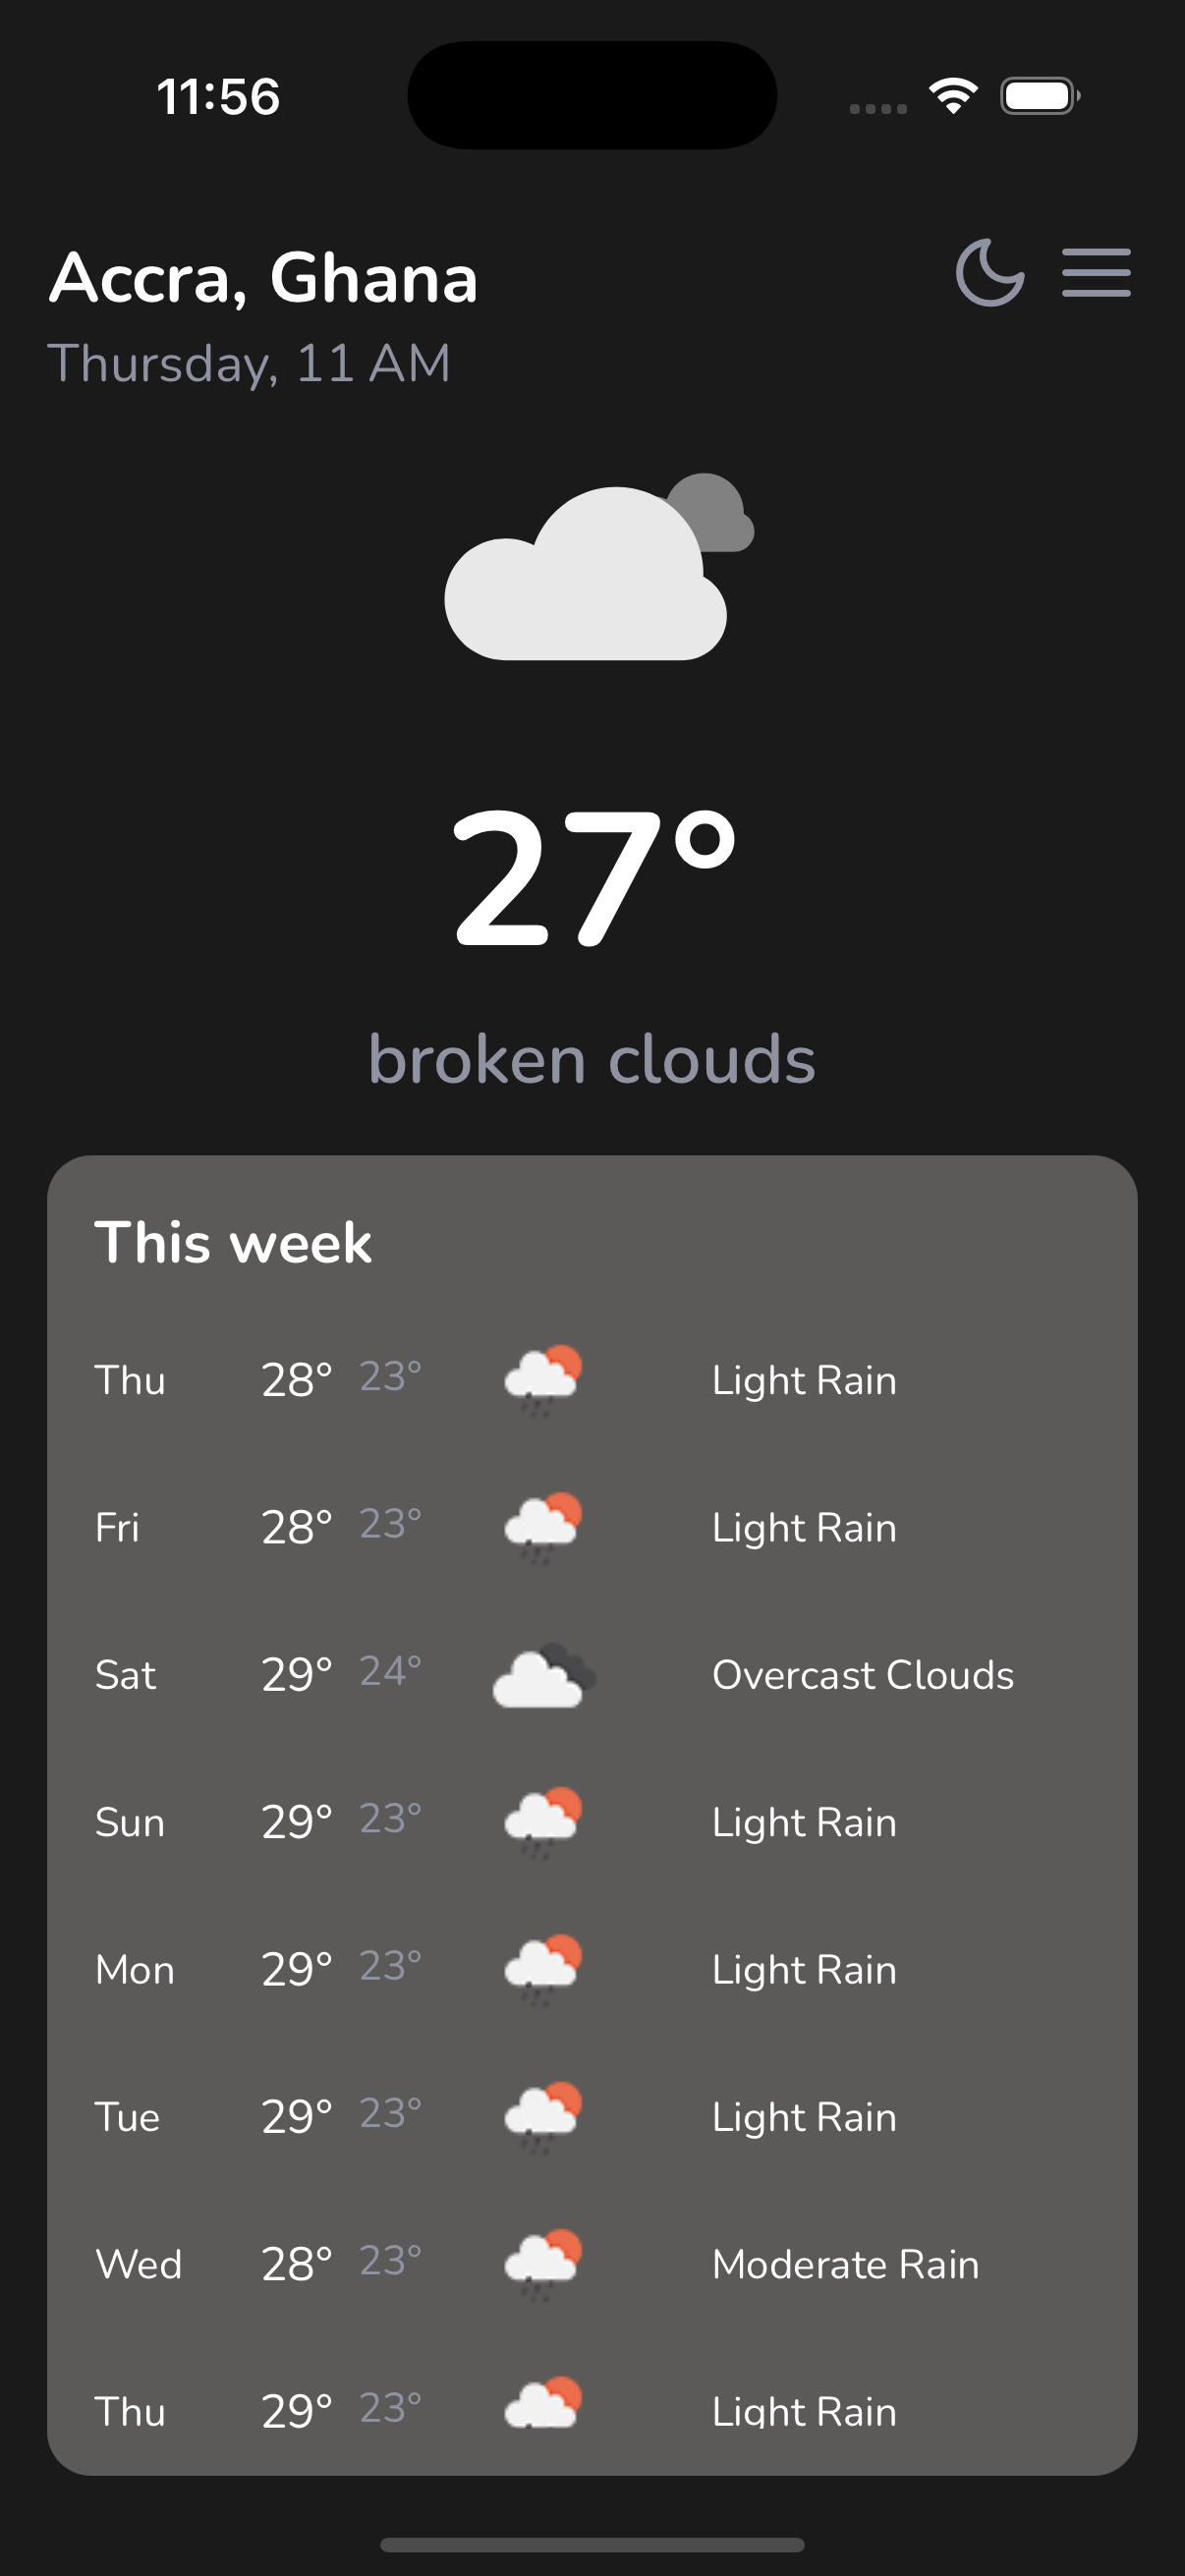 11:56
Accra, Ghana
Thursday, 11 AM
27°
broken clouds
This week
Thu 28° 23° Light Rain
Fri 28° 23° Light Rain
Sat 29° 24° Overcast Clouds
Sun 29° 23° Light Rain
Mon 29° 23° Light Rain
Tue 29° 23° Light Rain
Wed 28° 23° Moderate Rain
Thu 29° 23° Light Rain